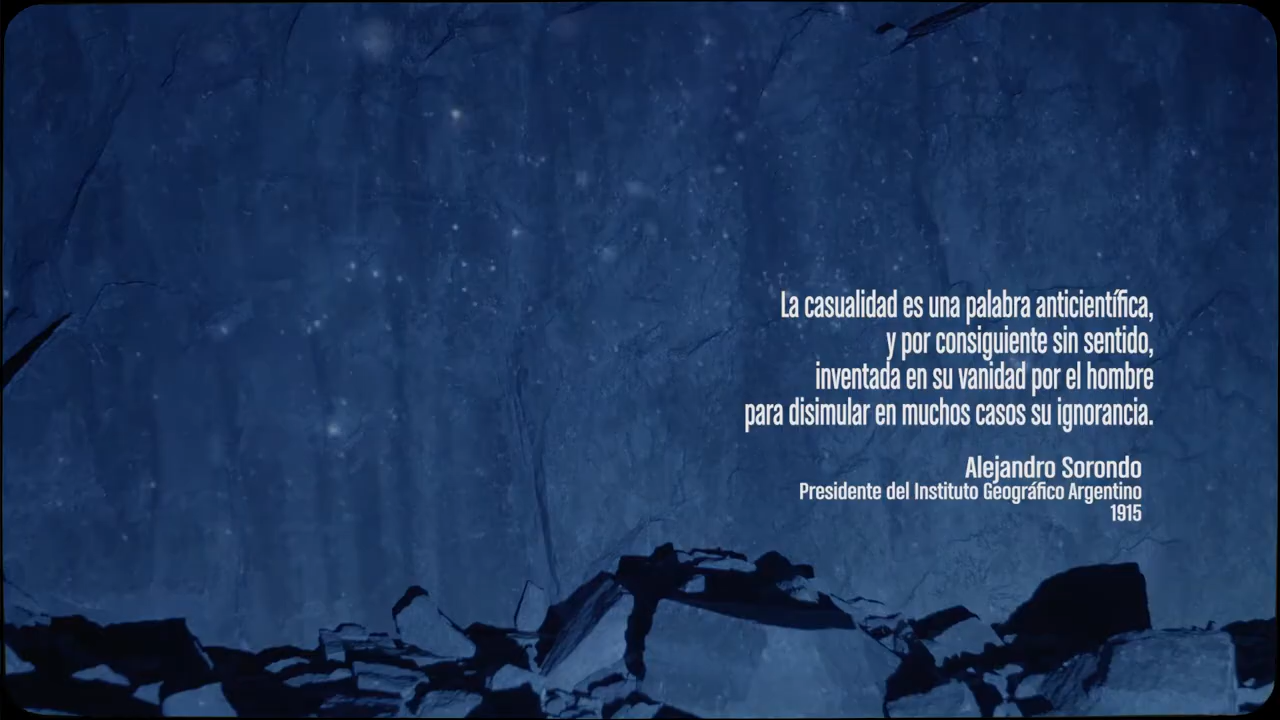 La casualidad es una palabra anticientífica,
y por consiguiente sin sentido,
inventada en su vanidad por el hombre
para disimular en muchos casos su ignorancia.
Alejandro Sorondo
Presidente del Instituto Geográfico Argentino
1915